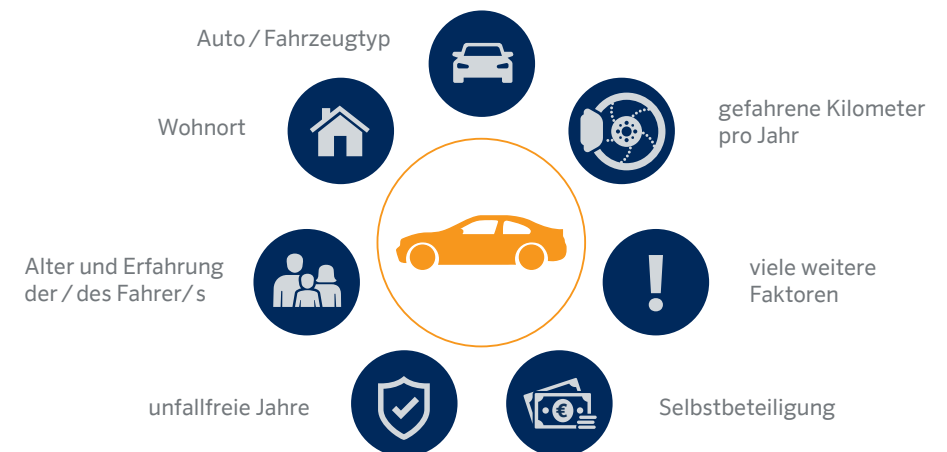 Auto / Fahrzeugtyp
Wohnort
gefahrene Kilometer
pro Jahr
Alter und Erfahrung
der / des Fahrer/s
viele weitere
Faktoren
unfallfreie Jahre
€
Selbstbeteiligung